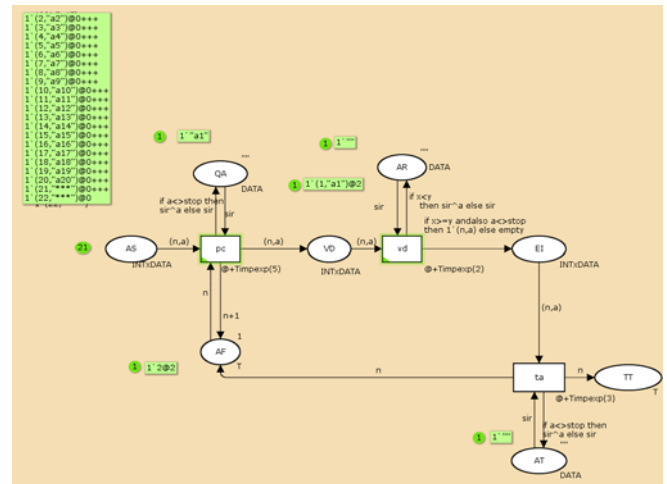 1`(2,"a2")@0+++
1`(3,"a3")@0+++
1`(4,"a4")@0+++
1`(5,"a5")@0+++
1`(6,"a6")@0+++
1`(7,"a7")@0+++
1`(8,"a8")@0+++
1`(9,"a9")@0+++
1`(10,"a10")@0+++
1`(11,"a11")@0+++
1`(12,"a12")@0+++
1`(13,"a13")@0+++
1`(14,"a14")@0+++
1`(15,"a15")@0+++
1`(16,"a16")@0+++
1`(17,"a17")@0+++
1`(18,"a18")@0+++
1`(19,"a19")@0+++
1`(20,"a20")@0+++
1`(21,"***")@0+++
1`(22,"***")@0
1 1`"a1"
1 1`""
""
QA
DATA
""
AR
DATA
1 1`(1,"a1")@2
if a<>stop then
sir^a else sir
sir
sir
if x<y
then sir^a else sir
if x>=y andalso a<>stop
then 1`(n,a) else empty
21
AS
INTxDATA
(n,a)
pc
@+Timpexp(5)
(n,a)
VD
INTxDATA
(n,a)
vd
@+Timpexp(2)
EI
INTxDATA
n
n+1
(n,a)
1
AF
T
1 1`2@2
n
ta
@+Timpexp(3)
n
TT
T
sir
if a<>stop then
sir^a else sir
1 1`""
""
AT
DATA